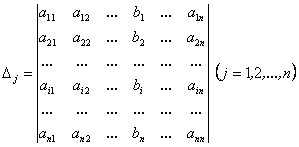 a₁₁ a₁₂ ... b₁ ... a₁ₙ
a₂₁ a₂₂ ... b₂ ... a₂ₙ
... ... ... ... ... ...
Δⱼ = aᵢ₁ aᵢ₂ ... bᵢ ... aᵢₙ (j = 1,2,...,n)
... ... ... ... ... ...
aₙ₁ aₙ₂ ... bₙ ... aₙₙ